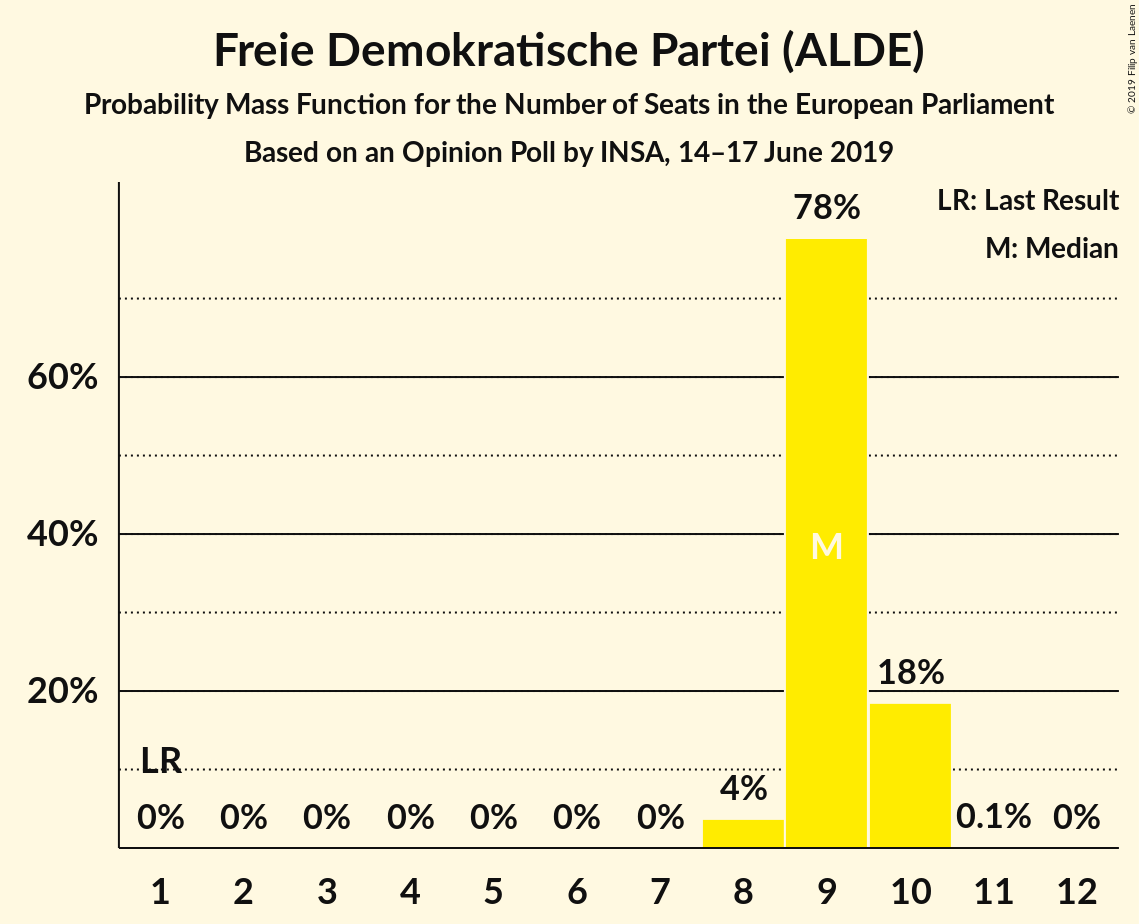 Freie Demokratische Partei (ALDE)
Probability Mass Function for the Number of Seats in the European Parliament
Based on an Opinion Poll by INSA, 14–17 June 2019
© 2019 Filip van Laenen
LR: Last Result
M: Median
78%
60%
40%
M
18%
20%
LR
4%
0% 0% 0% 0% 0% 0% 0% 0.1% 0%
1 2 3 4 5 6 7 8 9 10 11 12